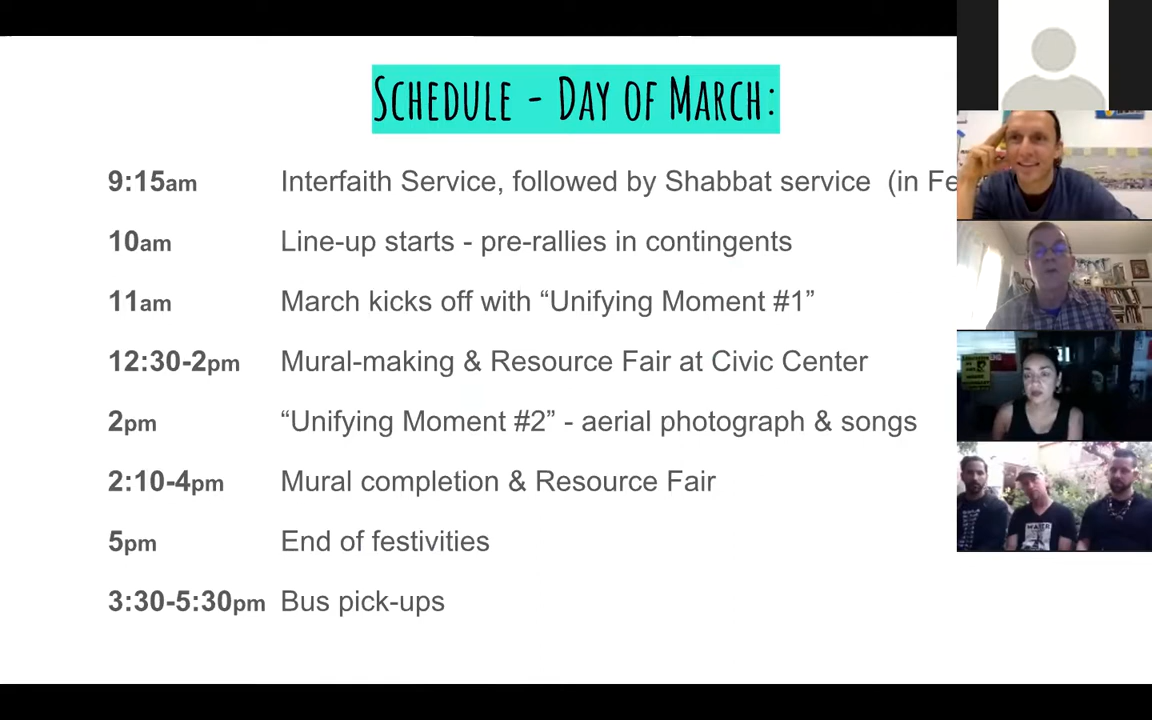 SCHEDULE - DAY OF MARCH:
9:15am Interfaith Service, followed by Shabbat service (in Fe
10am Line-up starts - pre-rallies in contingents
11am March kicks off with “Unifying Moment #1”
12:30-2pm Mural-making & Resource Fair at Civic Center
2pm “Unifying Moment #2” - aerial photograph & songs
2:10-4pm Mural completion & Resource Fair
5pm End of festivities
3:30-5:30pm Bus pick-ups
WATER